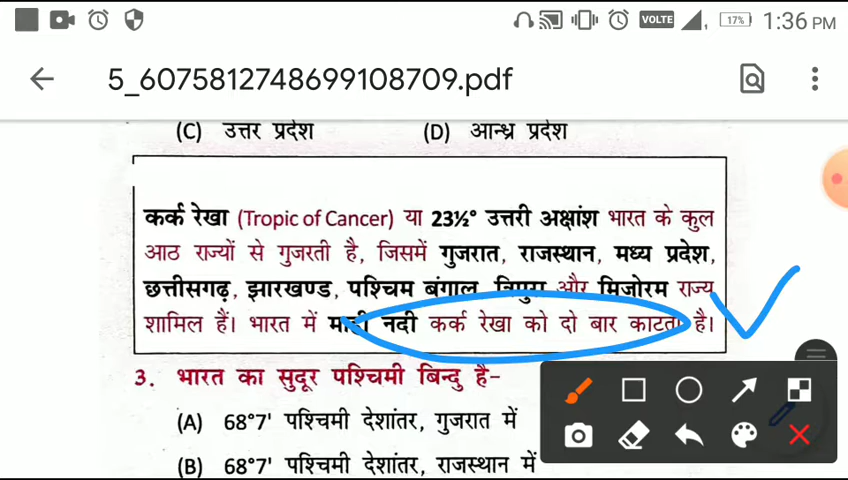 VOLTE 17% 1:36 PM
5_6075812748699108709.pdf
(C) उत्तर प्रदेश (D) आन्ध्र प्रदेश
कर्क रेखा (Tropic of Cancer) या 23½° उत्तरी अक्षांश भारत के कुल
आठ राज्यों से गुजरती है, जिसमें गुजरात, राजस्थान, मध्य प्रदेश,
छत्तीसगढ़, झारखण्ड, पश्चिम बंगाल, त्रिपुरा और मिजोरम राज्य
शामिल हैं। भारत में माही नदी कर्क रेखा को दो बार काटता है।
3. भारत का सुदूर पश्चिमी बिन्दु है-
(A) 68°7' पश्चिमी देशांतर, गुजरात में
(B) 68°7' पश्चिमी देशांतर, राजस्थान में